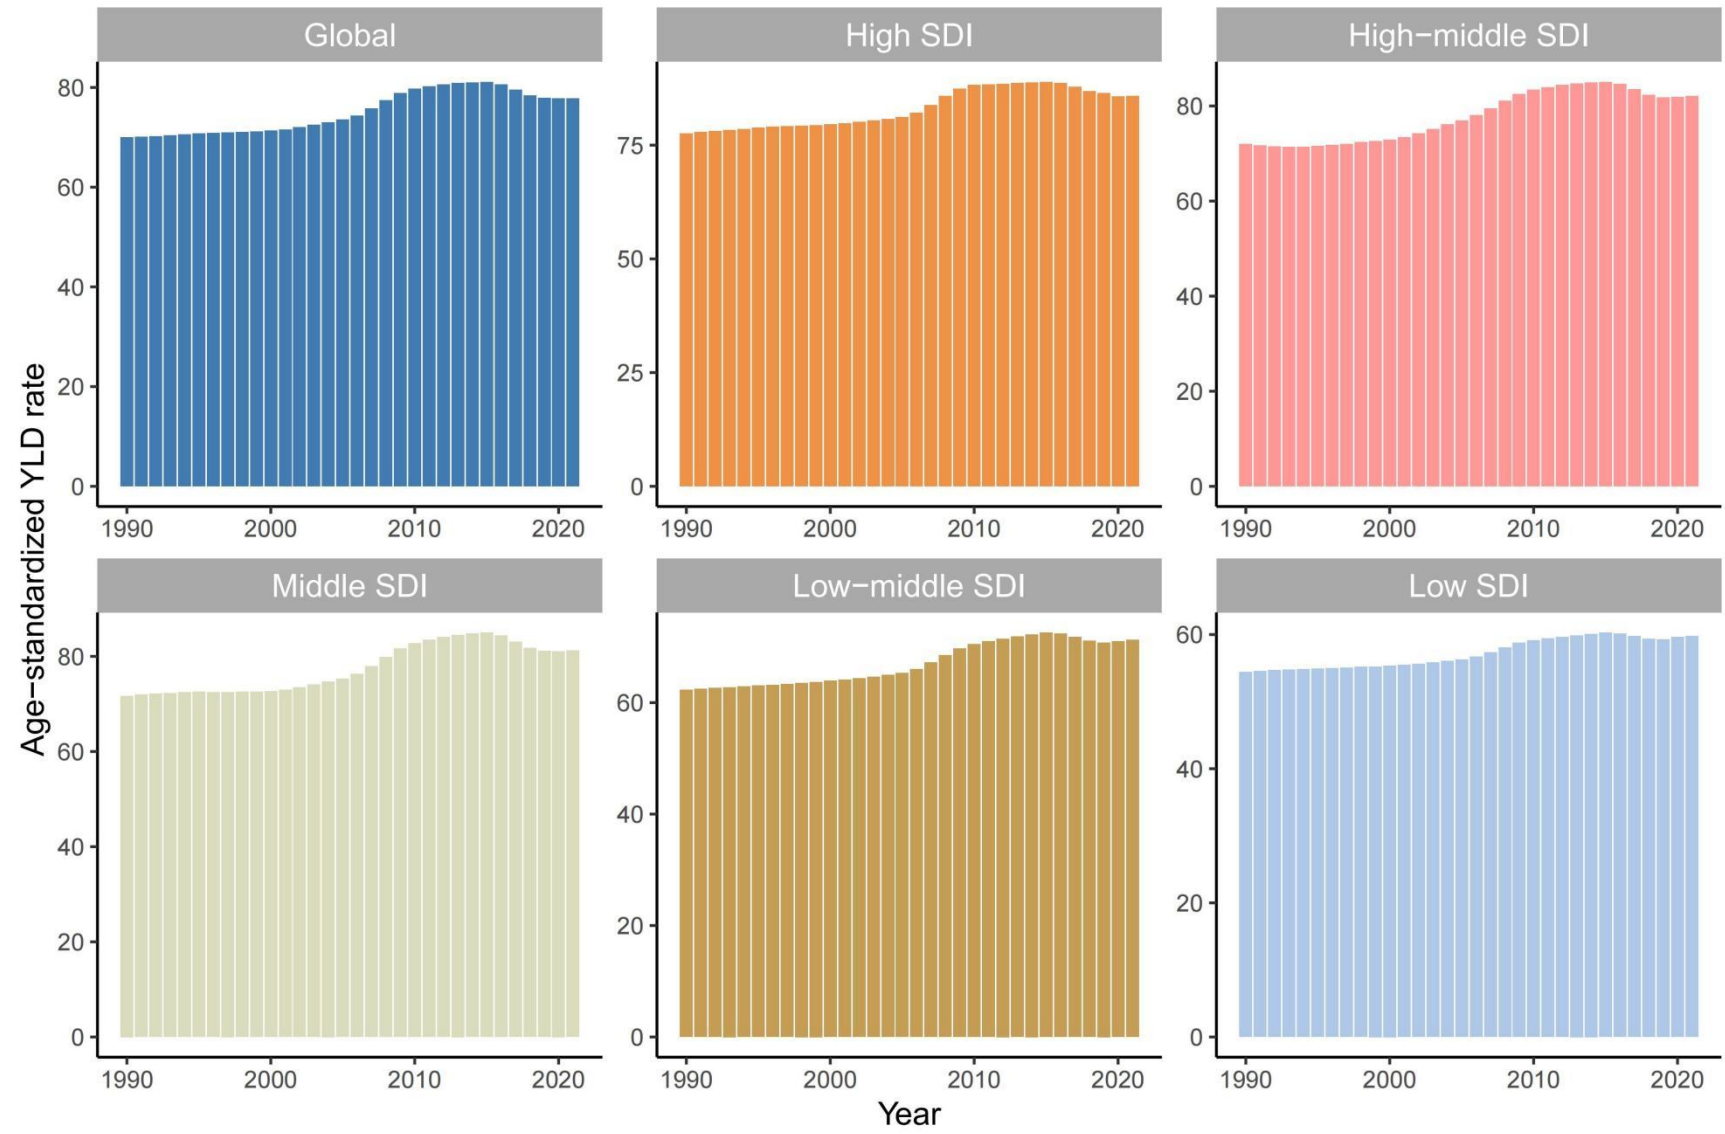 Global
High SDI
High−middle SDI
80
60
40
20
0
75
50
25
0
80
60
40
20
0
1990 2000 2010 2020
1990 2000 2010 2020
1990 2000 2010 2020
Age−standardized YLD rate
Middle SDI
Low−middle SDI
Low SDI
80
60
40
20
0
60
40
20
0
60
40
20
0
1990 2000 2010 2020
1990 2000 2010 2020
1990 2000 2010 2020
Year